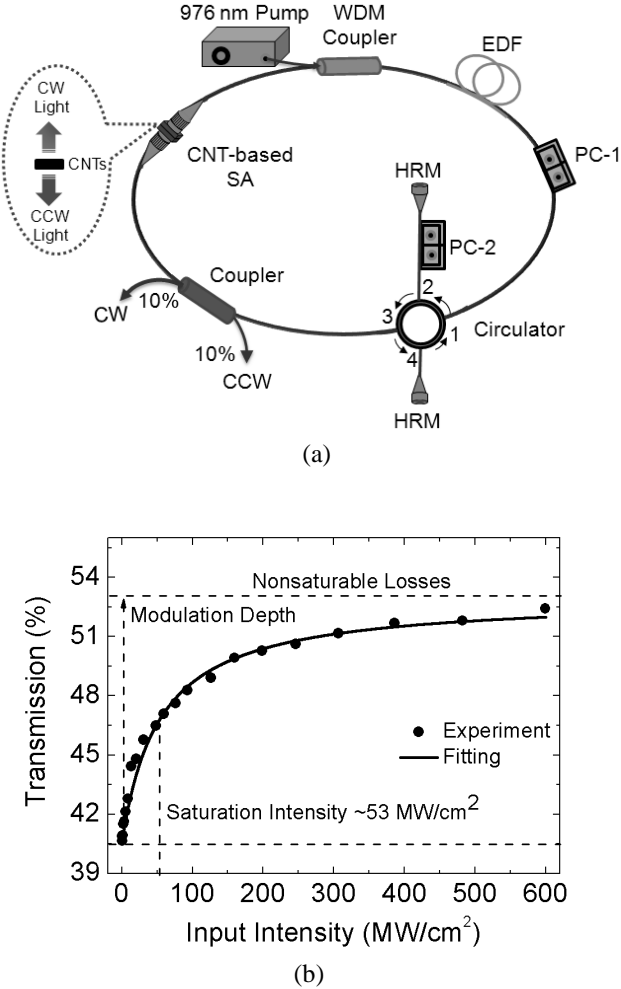 976 nm Pump
WDM
Coupler
EDF
CW
Light
CNTs
CCW
Light
CNT-based
SA
PC-1
HRM
PC-2
Coupler
10%
CW
10%
CCW
2
3
1
4
Circulator
HRM
(a)
Transmission (%)
54
51
48
45
42
39
Nonsaturable Losses
Modulation Depth
Experiment
Fitting
Saturation Intensity ~53 MW/cm²
0 100 200 300 400 500 600
Input Intensity (MW/cm²)
(b)